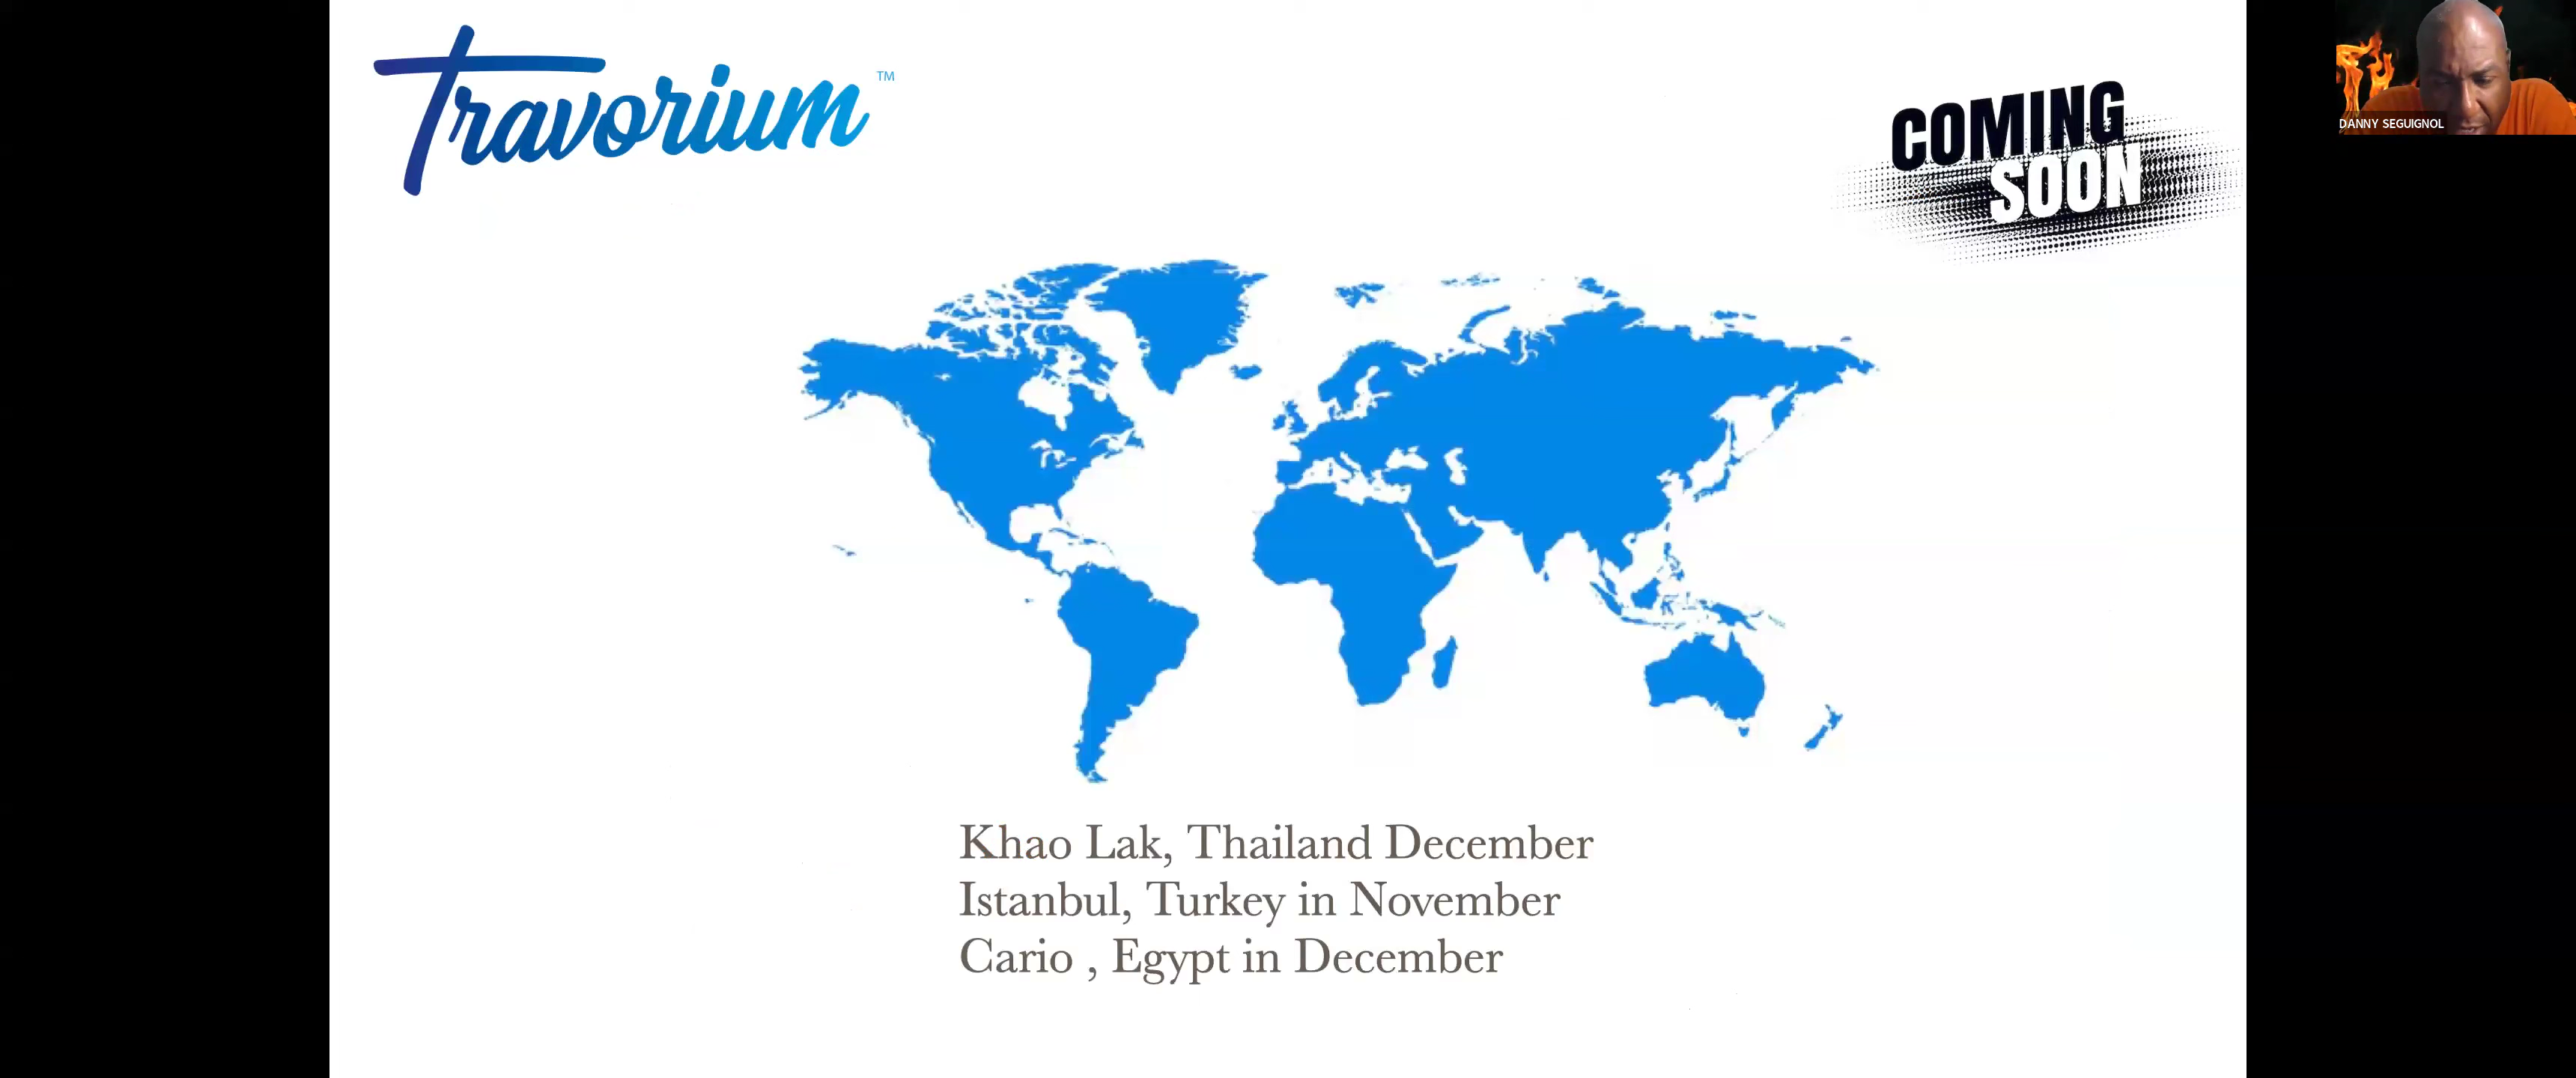 Travorium™
COMING
SOON
DANNY SEGUIGNOL
Khao Lak, Thailand December
Istanbul, Turkey in November
Cario , Egypt in December